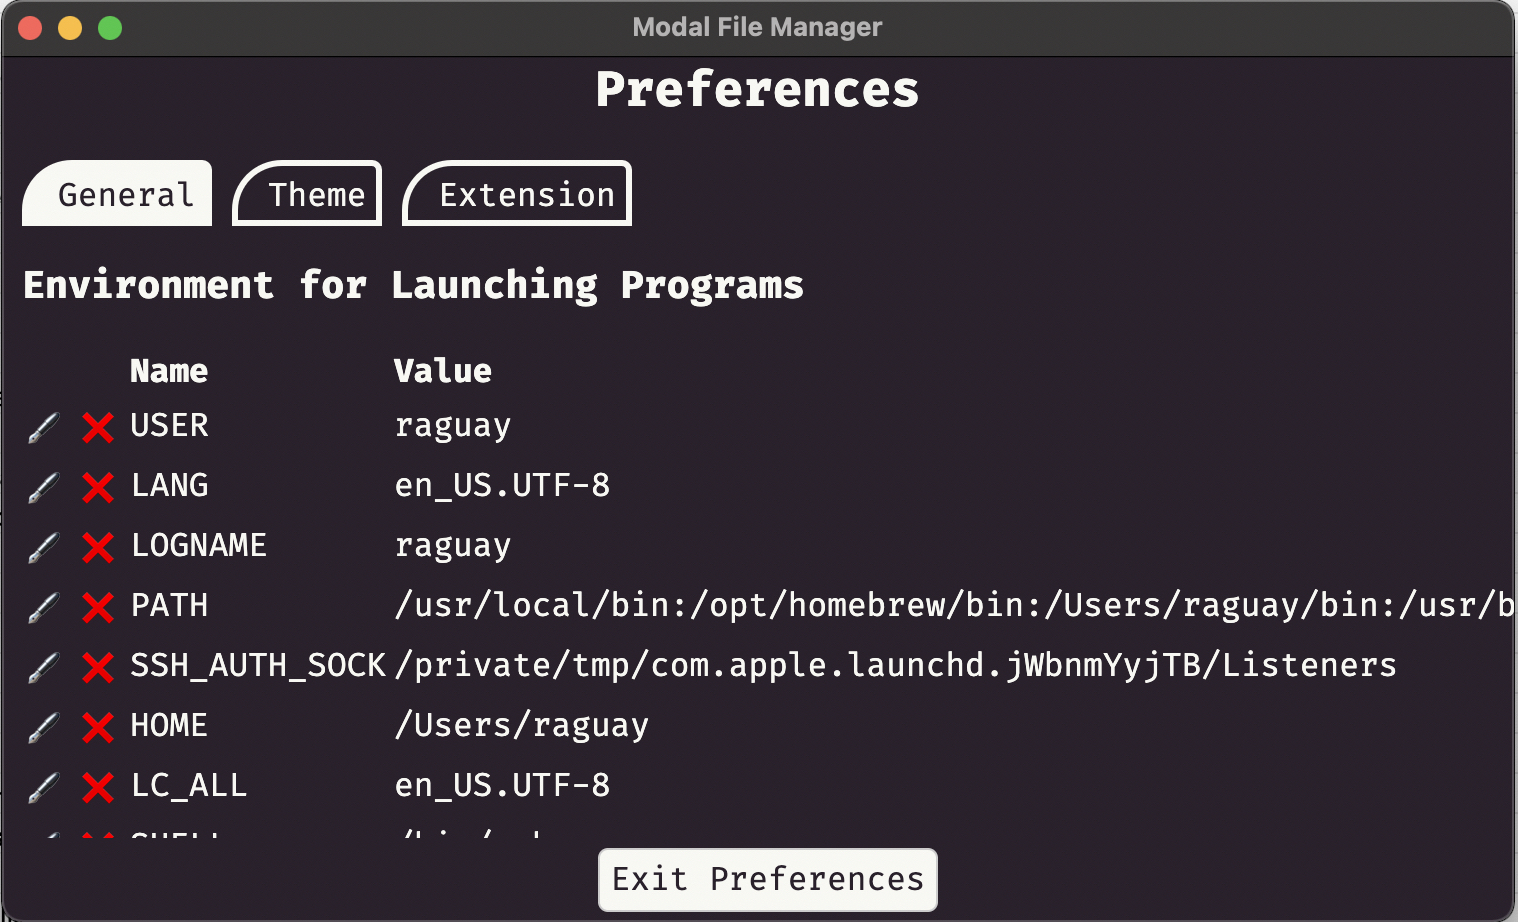 Modal File Manager
Preferences
General Theme Extension
Environment for Launching Programs
Name Value
USER raguay
LANG en_US.UTF-8
LOGNAME raguay
PATH /usr/local/bin:/opt/homebrew/bin:/Users/raguay/bin:/usr/b
SSH_AUTH_SOCK /private/tmp/com.apple.launchd.jWbnmYyjTB/Listeners
HOME /Users/raguay
LC_ALL en_US.UTF-8
Exit Preferences